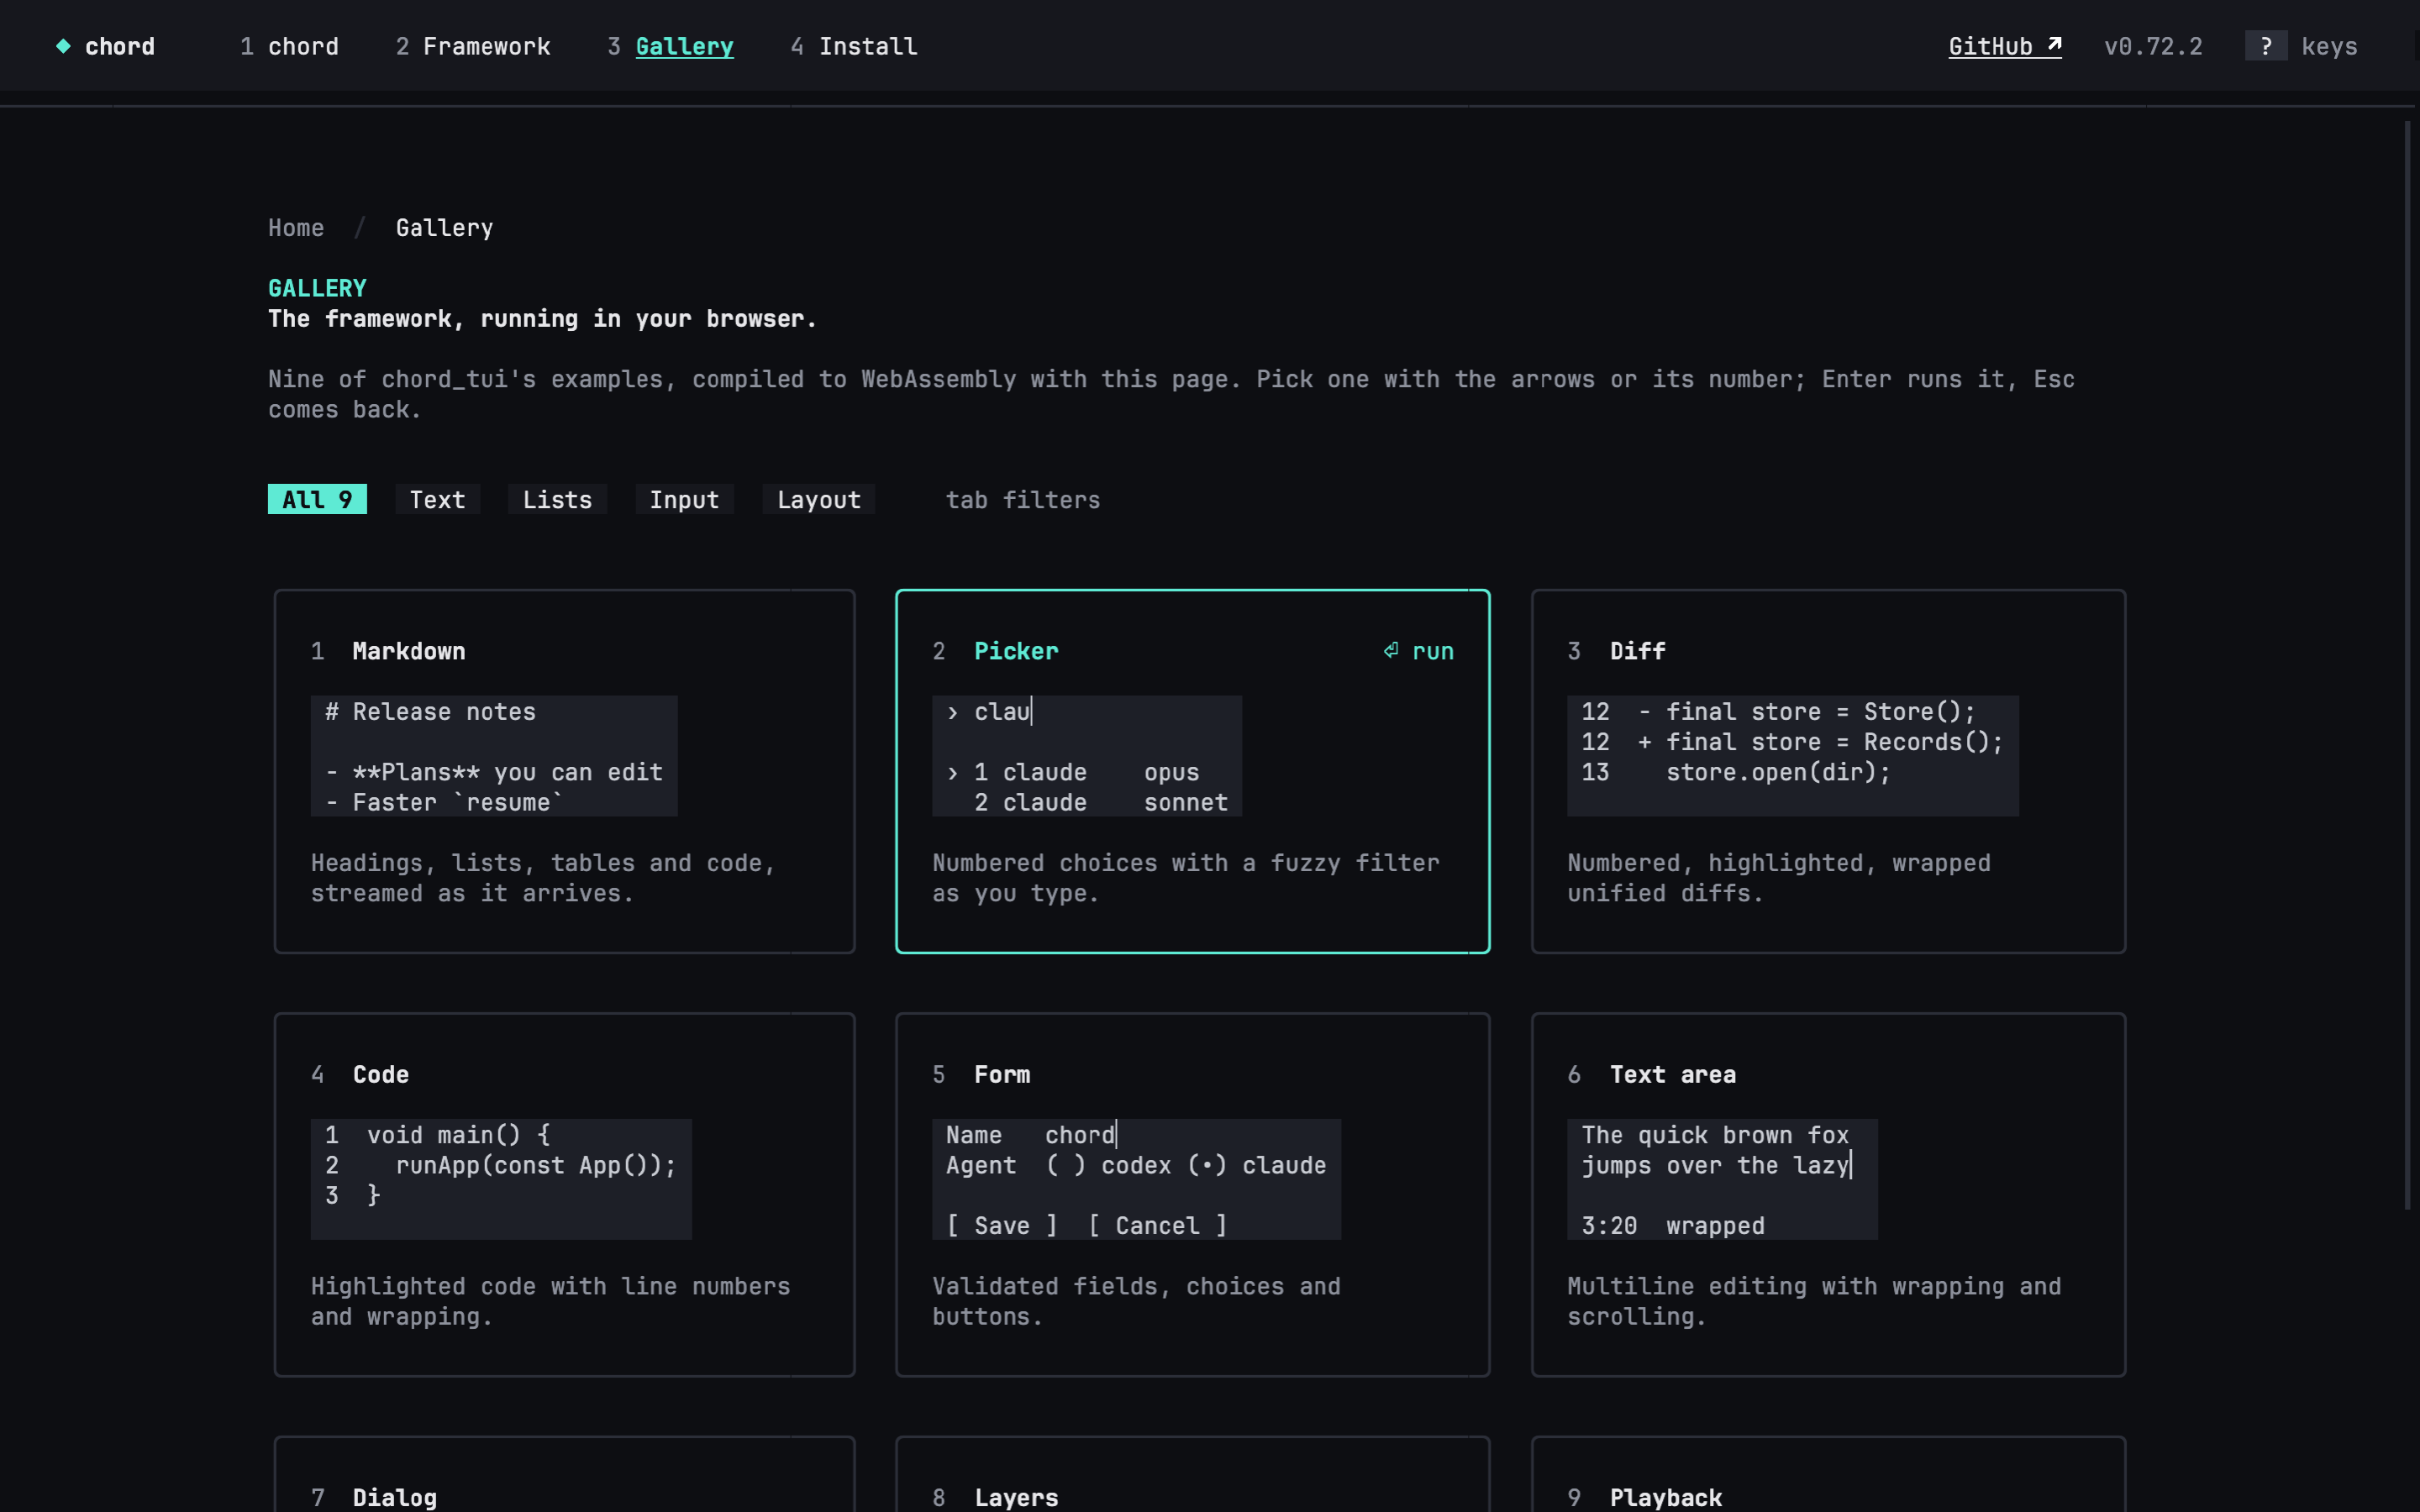 ◆ chord 1 chord 2 Framework 3 Gallery 4 Install GitHub ↗ v0.72.2 ? keys
Home / Gallery
GALLERY
The framework, running in your browser.
Nine of chord_tui's examples, compiled to WebAssembly with this page. Pick one with the arrows or its number; Enter runs it, Esc
comes back.
All 9 Text Lists Input Layout tab filters
1 Markdown
# Release notes
- **Plans** you can edit
- Faster `resume`
Headings, lists, tables and code,
streamed as it arrives.
2 Picker ⏎ run
› clau
› 1 claude opus
2 claude sonnet
Numbered choices with a fuzzy filter
as you type.
3 Diff
12 - final store = Store();
12 + final store = Records();
13 store.open(dir);
Numbered, highlighted, wrapped
unified diffs.
4 Code
1 void main() {
2 runApp(const App());
3 }
Highlighted code with line numbers
and wrapping.
5 Form
Name chord
Agent ( ) codex (•) claude
[ Save ] [ Cancel ]
Validated fields, choices and
buttons.
6 Text area
The quick brown fox
jumps over the lazy
3:20 wrapped
Multiline editing with wrapping and
scrolling.
7 Dialog
8 Layers
9 Playback